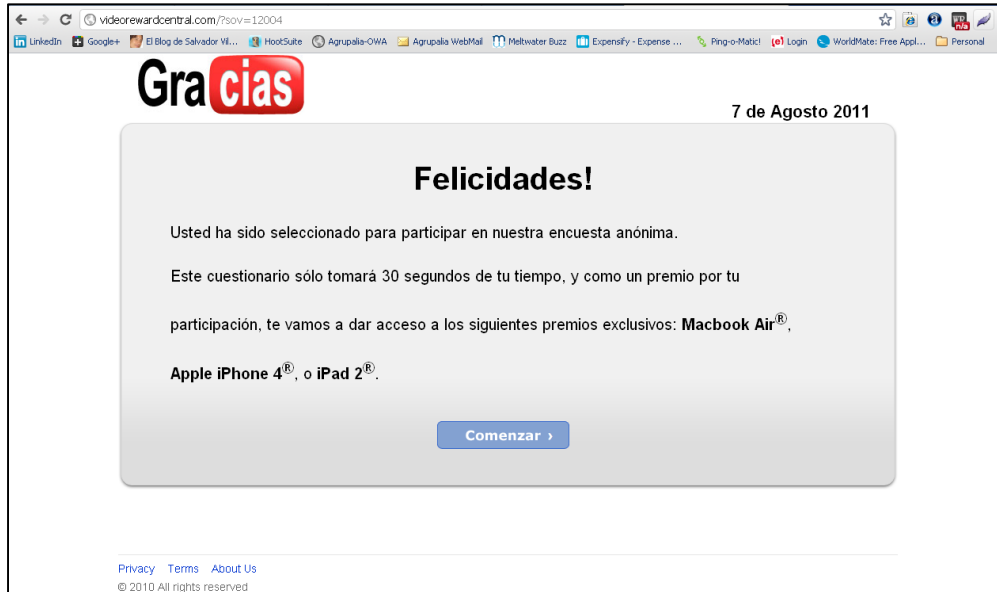 videorewardcentral.com/?sov=12004
LinkedIn Google+ El Blog de Salvador Vil... HootSuite Agrupalia-OWA Agrupalia WebMail Meltwater Buzz Expensify - Expense ... Ping-o-Matic! (e) Login WorldMate: Free Appl... Personal
Gracias
7 de Agosto 2011
Felicidades!
Usted ha sido seleccionado para participar en nuestra encuesta anónima.
Este cuestionario sólo tomará 30 segundos de tu tiempo, y como un premio por tu
participación, te vamos a dar acceso a los siguientes premios exclusivos: Macbook Air®,
Apple iPhone 4®, o iPad 2®.
Comenzar ›
Privacy Terms About Us
© 2010 All rights reserved